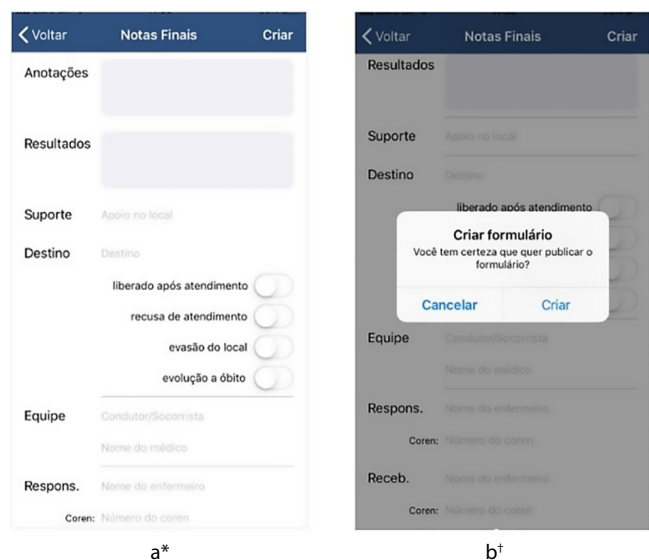 Voltar Notas Finais Criar
Anotações
Resultados
Suporte Apoio no local
Destino Destino
liberado após atendimento
recusa de atendimento
evasão do local
evolução a óbito
Equipe Condutor/Socorrista
Nome do médico
Respons. Nome do enfermeiro
Coren: Número do coren
a*
Voltar Notas Finais Criar
Resultados
Suporte Apoio no local
Destino Destino
liberado após atendimento
Criar formulário
Você tem certeza que quer publicar o
formulário?
Cancelar Criar
Equipe Condutor/Socorrista
Nome do médico
Respons. Nome do enfermeiro
Coren: Número do coren
Receb. Nome do enfermeiro
Coren: Número do coren
b†